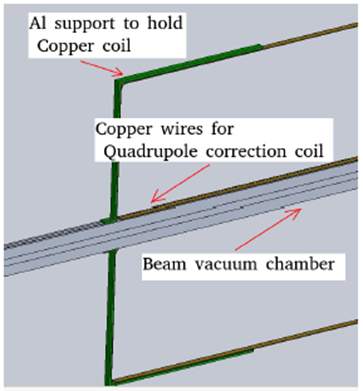 Al support to hold
Copper coil
Copper wires for
Quadrupole correction coil
Beam vacuum chamber